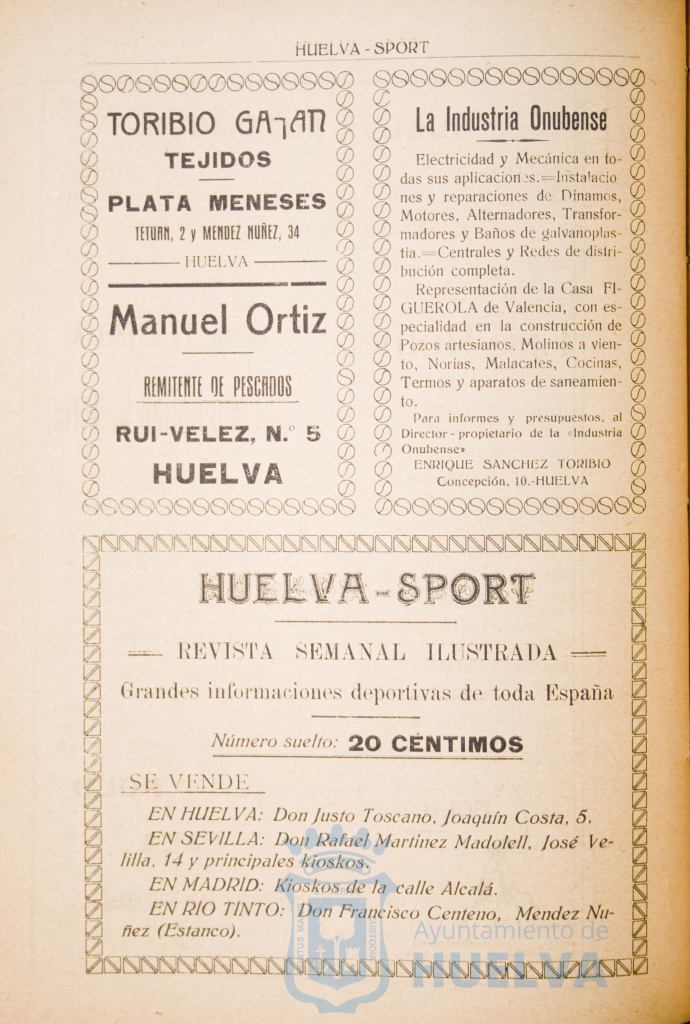 HUELVA - SPORT
TORIBIO GAJAN
TEJIDOS
PLATA MENESES
TETURN, 2 y MENDEZ NUÑEZ, 34
HUELVA
Manuel Ortiz
REMITENTE DE PESCADOS
RUI-VELEZ, N.º 5
HUELVA
La Industria Onubense
Electricidad y Mecánica en to-
das sus aplicaciones.=Instalacio
nes y reparaciones de Dinamos,
Motores, Alternadores, Transfor-
madores y Baños de galvanoplas-
tia.=Centrales y Redes de distri-
bución completa.
Representación de la Casa FI-
GUEROLA de Valencia, con es-
pecialidad en la construcción de
Pozos artesianos, Molinos a vien-
to, Norias, Malacates, Cocinas,
Termos y aparatos de saneamien-
to.
Para informes y presupuestos, al
Director-propietario de la «Industria
Onubense»
ENRIQUE SANCHEZ TORIBIO
Concepción, 10.-HUELVA
HUELVA-SPORT
REVISTA SEMANAL ILUSTRADA
Grandes informaciones deportivas de toda España
Número suelto: 20 CÉNTIMOS
SE VENDE
EN HUELVA: Don Justo Toscano, Joaquín Costa, 5.
EN SEVILLA: Don Rafael Martinez Madolell, José Ve-
lilla, 14 y principales kioskos.
EN MADRID: Kioskos de la calle Alcalá.
EN RIO TINTO: Don Francisco Centeno, Mendez Nu-
ñez (Estanco).
Ayuntamiento de
HUELVA